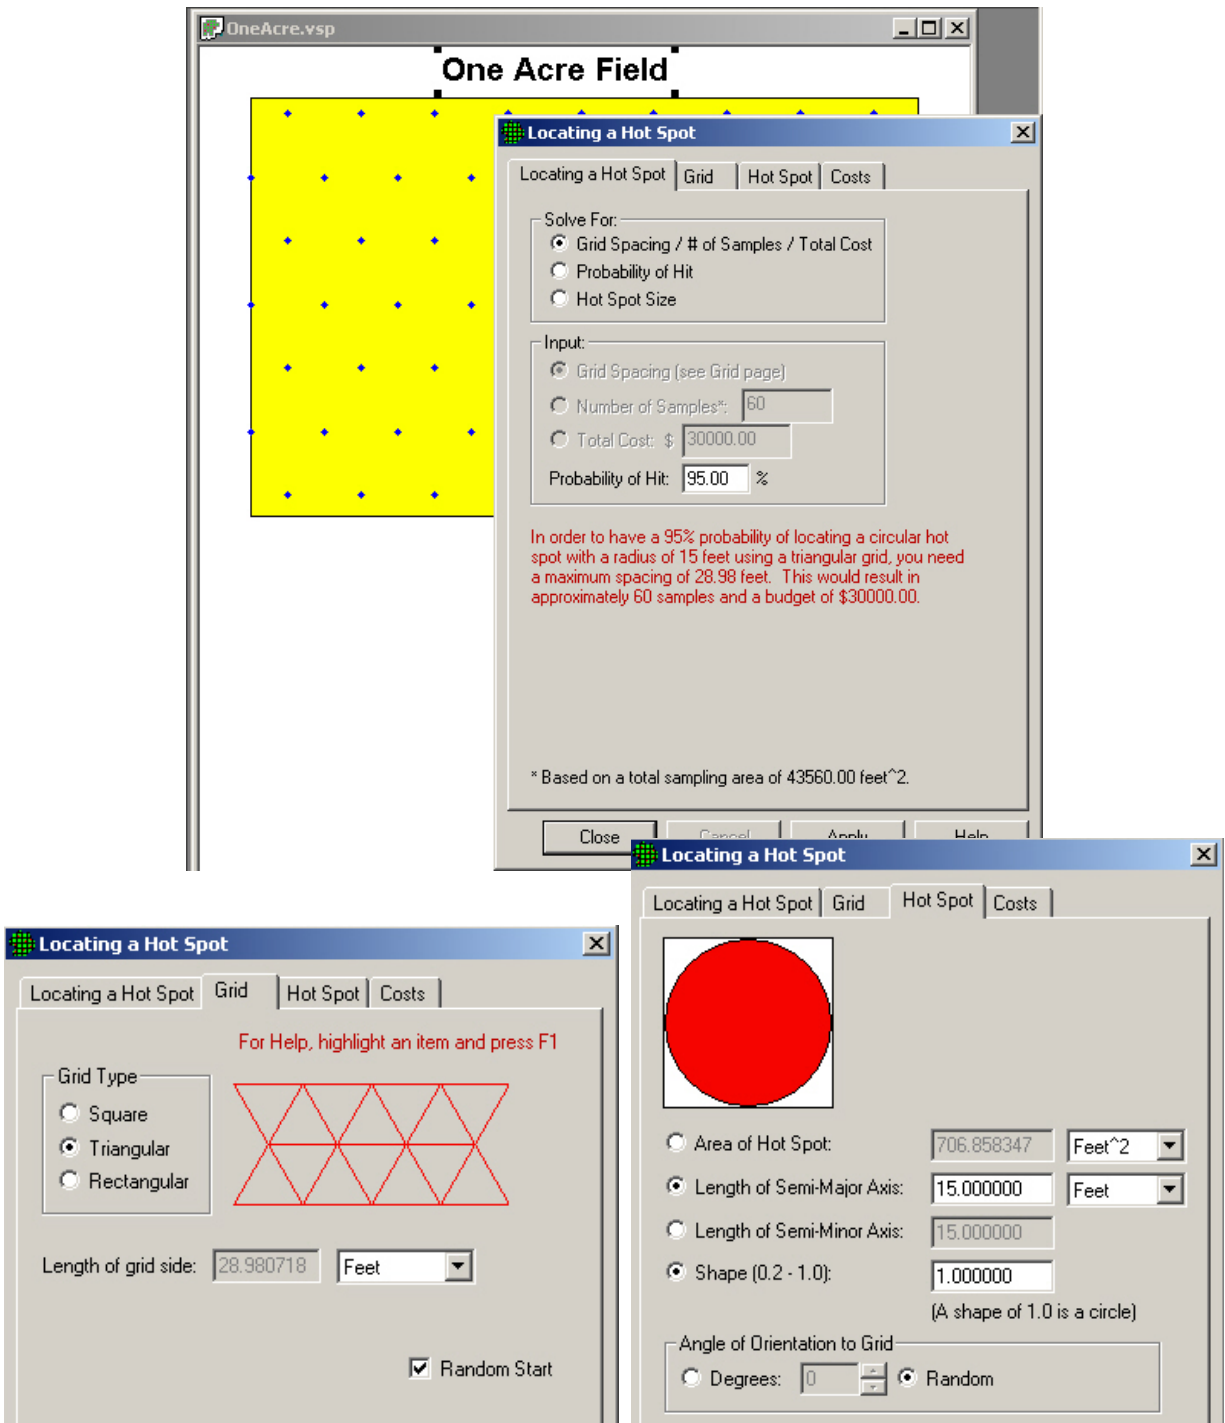 OneAcre.vsp
One Acre Field
Locating a Hot Spot
Locating a Hot Spot Grid Hot Spot Costs
Solve For:
Grid Spacing / # of Samples / Total Cost
Probability of Hit
Hot Spot Size
Input:
Grid Spacing (see Grid page)
Number of Samples*: 60
Total Cost: $ 30000.00
Probability of Hit: 95.00 %
In order to have a 95% probability of locating a circular hot
spot with a radius of 15 feet using a triangular grid, you need
a maximum spacing of 28.98 feet. This would result in
approximately 60 samples and a budget of $30000.00.
* Based on a total sampling area of 43560.00 feet^2.
Close Cancel Apply Help
Locating a Hot Spot
Locating a Hot Spot Grid Hot Spot Costs
For Help, highlight an item and press F1
Grid Type
Square
Triangular
Rectangular
Length of grid side: 28.980718 Feet
Random Start
Locating a Hot Spot
Locating a Hot Spot Grid Hot Spot Costs
Area of Hot Spot: 706.858347 Feet^2
Length of Semi-Major Axis: 15.000000 Feet
Length of Semi-Minor Axis: 15.000000
Shape (0.2 - 1.0): 1.000000
(A shape of 1.0 is a circle)
Angle of Orientation to Grid
Degrees: 0 Random